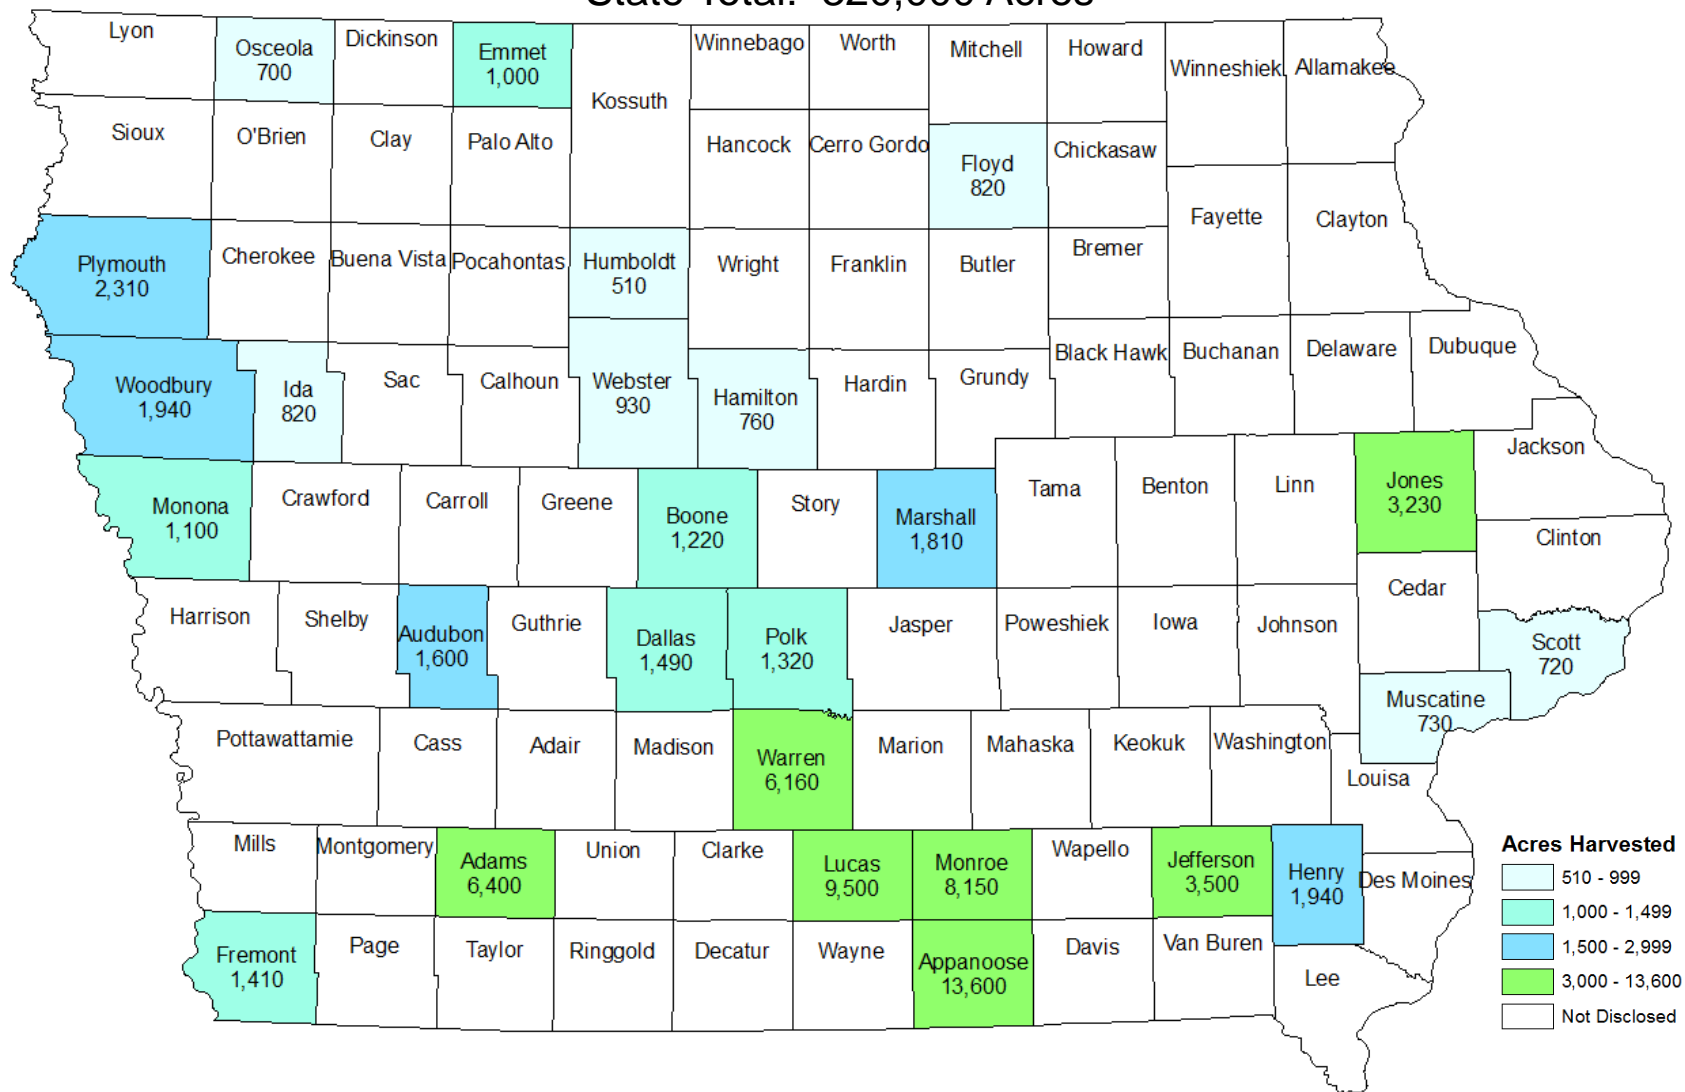 Lyon
Osceola
700
Dickinson
Emmet
1,000
Kossuth
Winnebago
Worth
Mitchell
Howard
Winneshiek
Allamakee
Sioux
O'Brien
Clay
Palo Alto
Hancock
Cerro Gordo
Floyd
820
Chickasaw
Fayette
Clayton
Plymouth
2,310
Cherokee
Buena Vista
Pocahontas
Humboldt
510
Wright
Franklin
Butler
Bremer
Woodbury
1,940
Ida
820
Sac
Calhoun
Webster
930
Hamilton
760
Hardin
Grundy
Black Hawk
Buchanan
Delaware
Dubuque
Monona
1,100
Crawford
Carroll
Greene
Boone
1,220
Story
Marshall
1,810
Tama
Benton
Linn
Jones
3,230
Jackson
Clinton
Harrison
Shelby
Audubon
1,600
Guthrie
Dallas
1,490
Polk
1,320
Jasper
Poweshiek
Iowa
Johnson
Cedar
Scott
720
Muscatine
730
Pottawattamie
Cass
Adair
Madison
Warren
6,160
Marion
Mahaska
Keokuk
Washington
Louisa
Mills
Montgomery
Adams
6,400
Union
Clarke
Lucas
9,500
Monroe
8,150
Wapello
Jefferson
3,500
Henry
1,940
Des Moines
Fremont
1,410
Page
Taylor
Ringgold
Decatur
Wayne
Appanoose
13,600
Davis
Van Buren
Lee
Acres Harvested
510 - 999
1,000 - 1,499
1,500 - 2,999
3,000 - 13,600
Not Disclosed